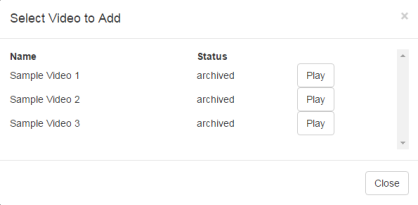 Select Video to Add ×
Name Status
Sample Video 1 archived Play
Sample Video 2 archived Play
Sample Video 3 archived Play
Close